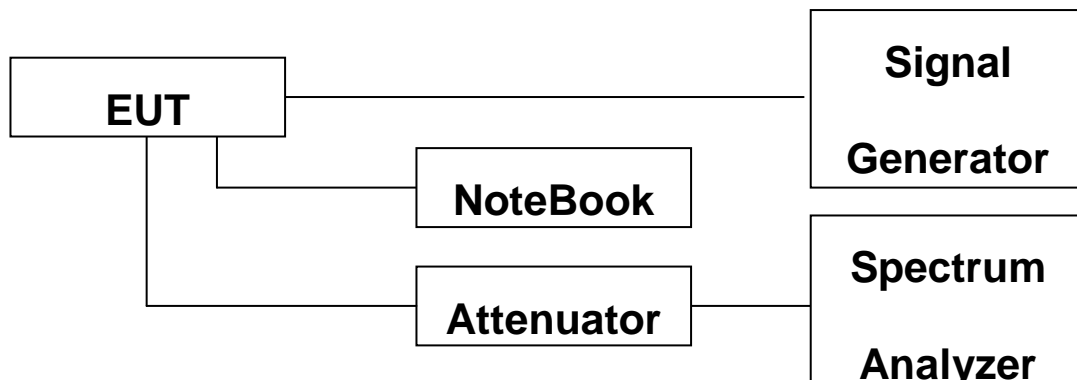 Signal
Generator
EUT
NoteBook
Attenuator
Spectrum
Analyzer